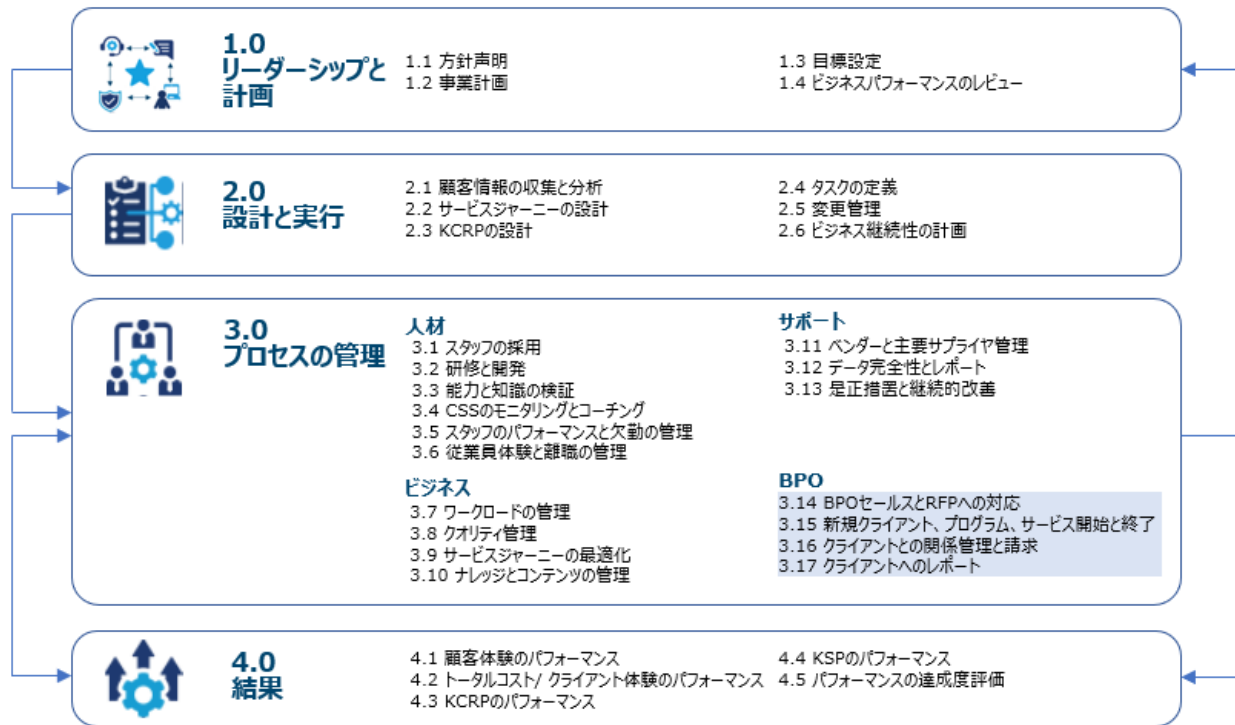 1.0
リーダーシップと
計画
1.1 方針声明
1.2 事業計画
1.3 目標設定
1.4 ビジネスパフォーマンスのレビュー
2.0
設計と実行
2.1 顧客情報の収集と分析
2.2 サービスジャーニーの設計
2.3 KCRPの設計
2.4 タスクの定義
2.5 変更管理
2.6 ビジネス継続性の計画
3.0
プロセスの管理
人材
3.1 スタッフの採用
3.2 研修と開発
3.3 能力と知識の検証
3.4 CSSのモニタリングとコーチング
3.5 スタッフのパフォーマンスと欠勤の管理
3.6 従業員体験と離職の管理
ビジネス
3.7 ワークロードの管理
3.8 クオリティ管理
3.9 サービスジャーニーの最適化
3.10 ナレッジとコンテンツの管理
サポート
3.11 ベンダーと主要サプライヤ管理
3.12 データ完全性とレポート
3.13 是正措置と継続的改善
BPO
3.14 BPOセールスとRFPへの対応
3.15 新規クライアント、プログラム、サービス開始と終了
3.16 クライアントとの関係管理と請求
3.17 クライアントへのレポート
4.0
結果
4.1 顧客体験のパフォーマンス
4.2 トータルコスト/ クライアント体験のパフォーマンス
4.3 KCRPのパフォーマンス
4.4 KSPのパフォーマンス
4.5 パフォーマンスの達成度評価